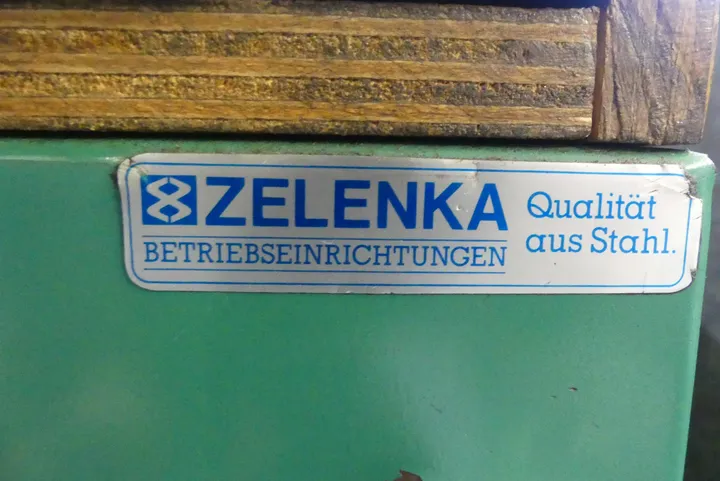 ZELENKA
BETRIEBSEINRICHTUNGEN
Qualität
aus Stahl.